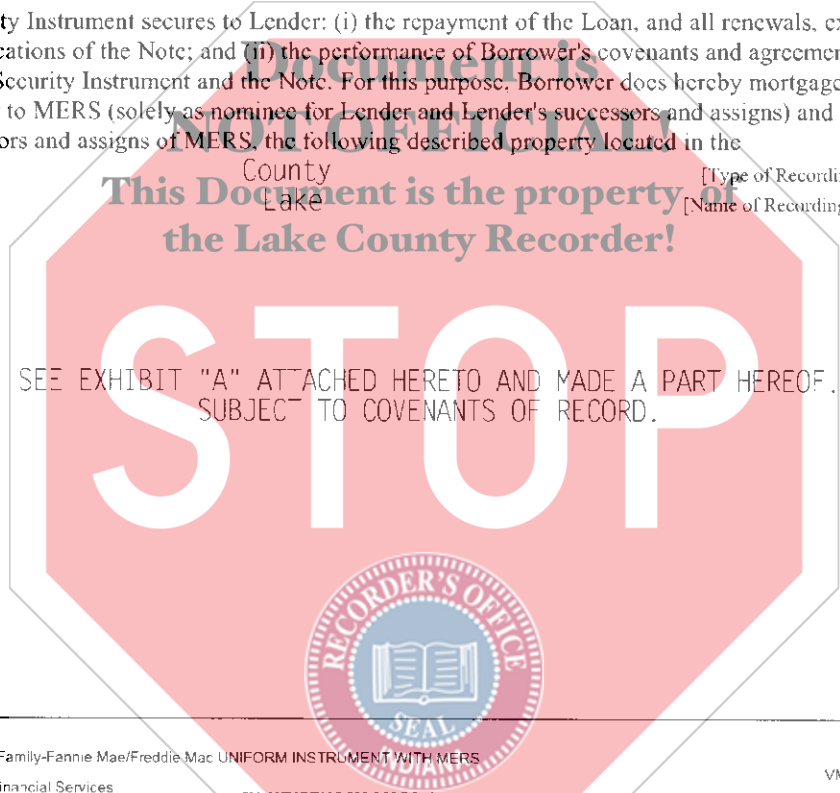 ty Instrument secures to Lender: (i) the repayment of the Loan, and all renewals, ex
cations of the Note; and (ii) the performance of Borrower's covenants and agreemen
Security Instrument and the Note. For this purpose, Borrower does hereby mortgage
to MERS (solely as nominee for Lender and Lender's successors and assigns) and
ors and assigns of MERS, the following described property located in the
County
[Type of Recordin
Lake
[Name of Recording
Document is
NOT OFFICIAL!
This Document is the property of
the Lake County Recorder!
STOP
SEE EXHIBIT "A" ATTACHED HERETO AND MADE A PART HEREOF.
SUBJECT TO COVENANTS OF RECORD.
RECORDER'S OFFICE
SEAL
INDIANA
Family-Fannie Mae/Freddie Mac UNIFORM INSTRUMENT WITH MERS
inancial Services
VM